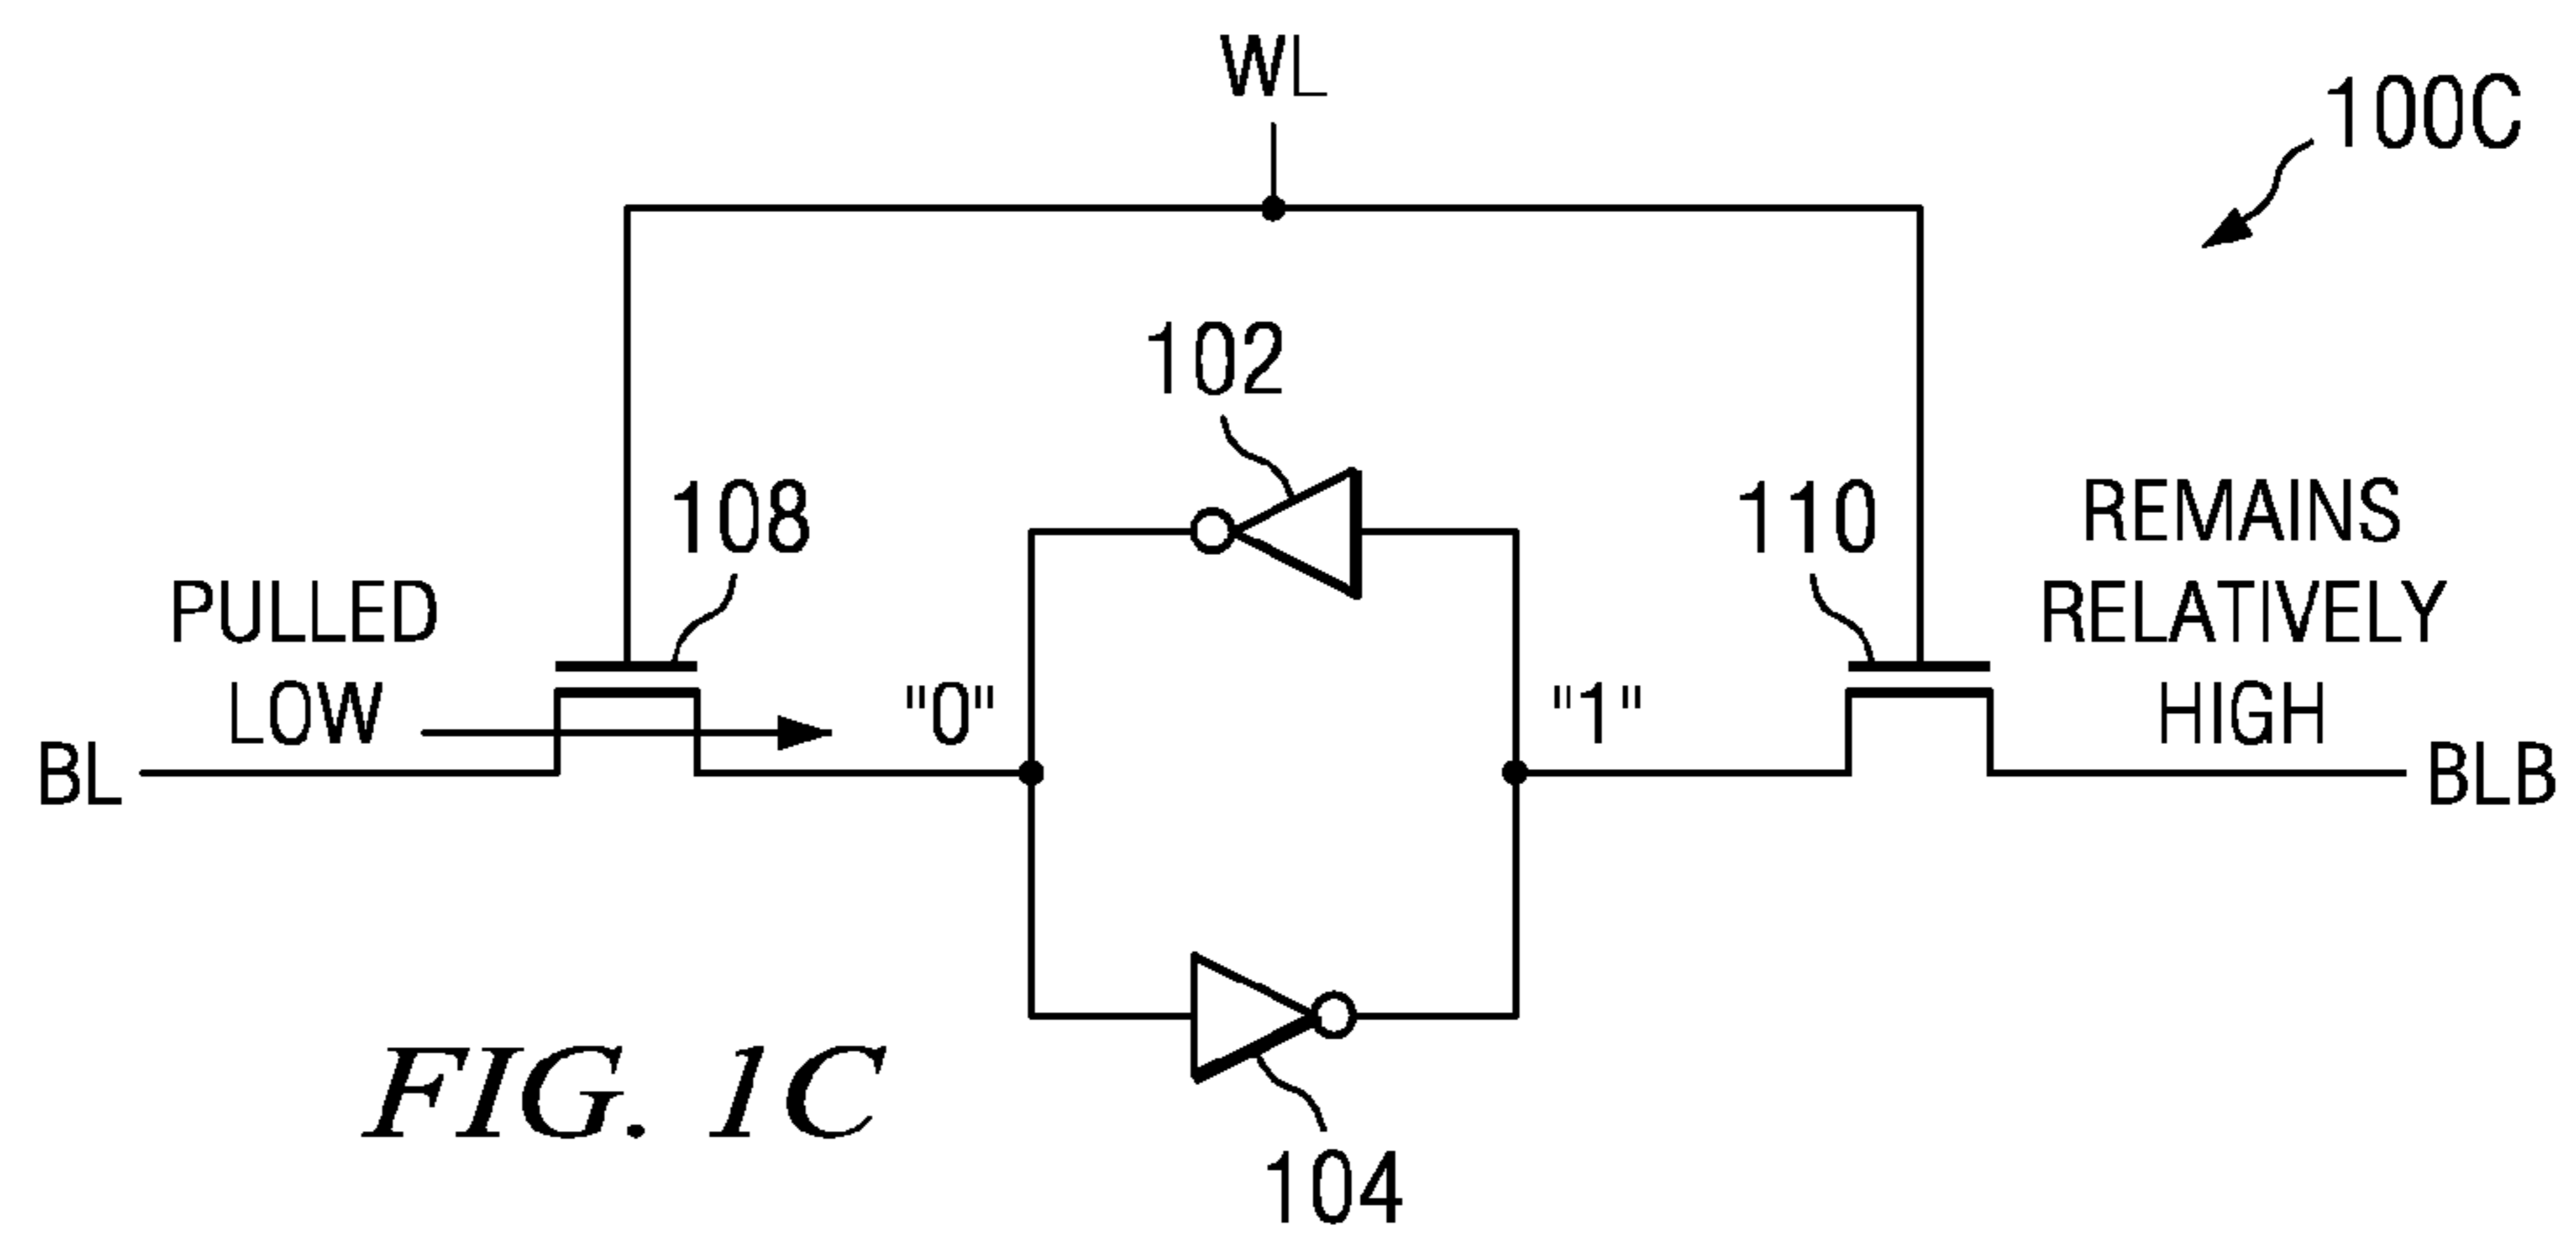 WL
100C
102
108
110
PULLED
LOW
REMAINS
RELATIVELY
HIGH
"0"
"1"
BL
BLB
104
FIG. 1C